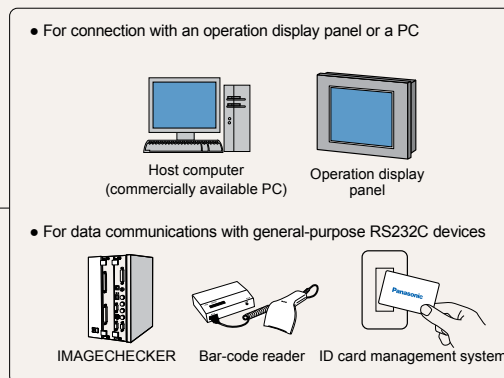 ● For connection with an operation display panel or a PC
Host computer
(commercially available PC)
Operation display
panel
● For data communications with general-purpose RS232C devices
Panasonic
IMAGECHECKER
Bar-code reader
ID card management system